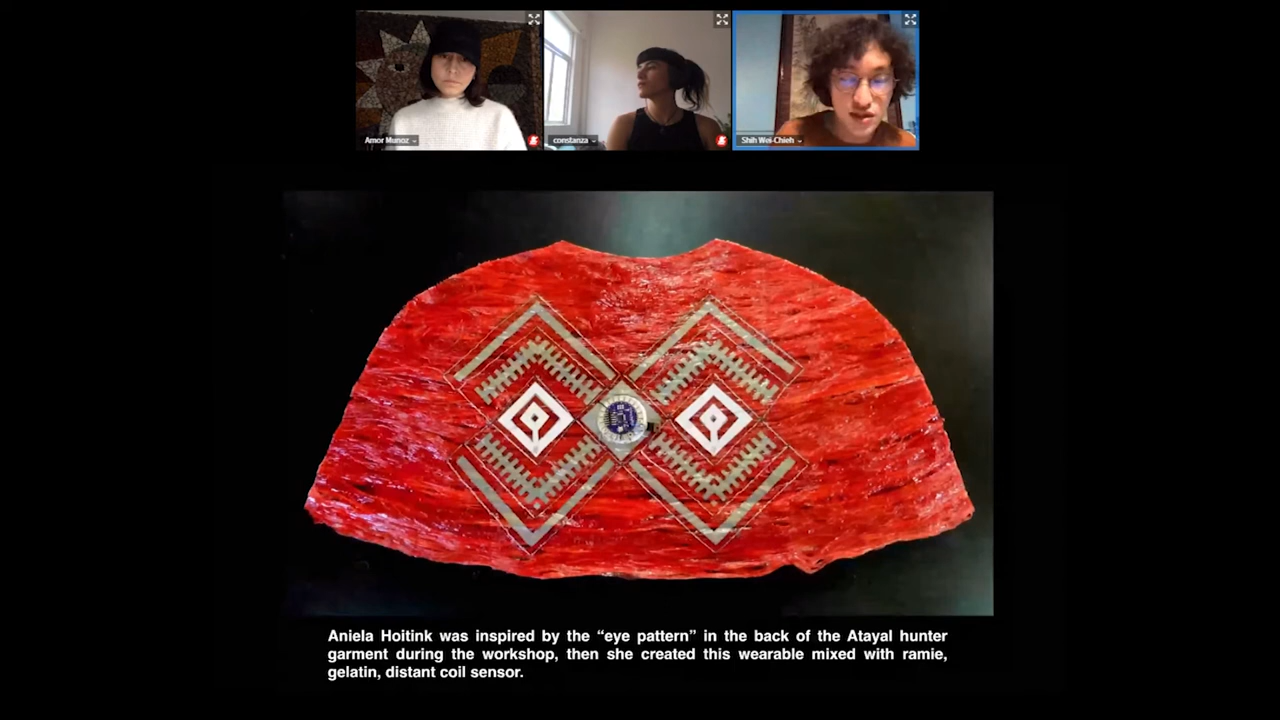 Amor Munoz
constanza
Shih Wei-Chieh
Aniela Hoitink was inspired by the “eye pattern” in the back of the Atayal hunter
garment during the workshop, then she created this wearable mixed with ramie,
gelatin, distant coil sensor.